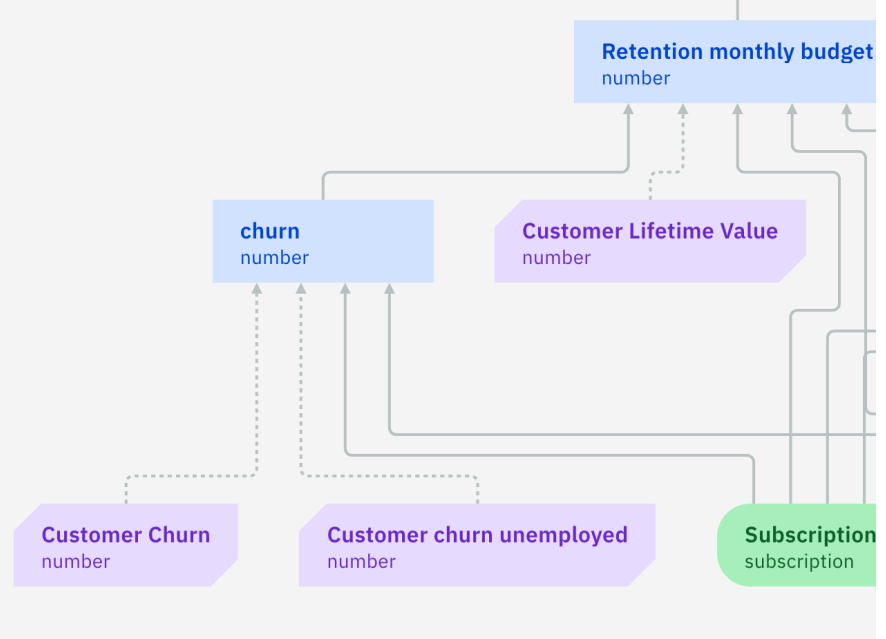 Retention monthly budget
number
churn
number
Customer Lifetime Value
number
Customer Churn
number
Customer churn unemployed
number
Subscription
subscription